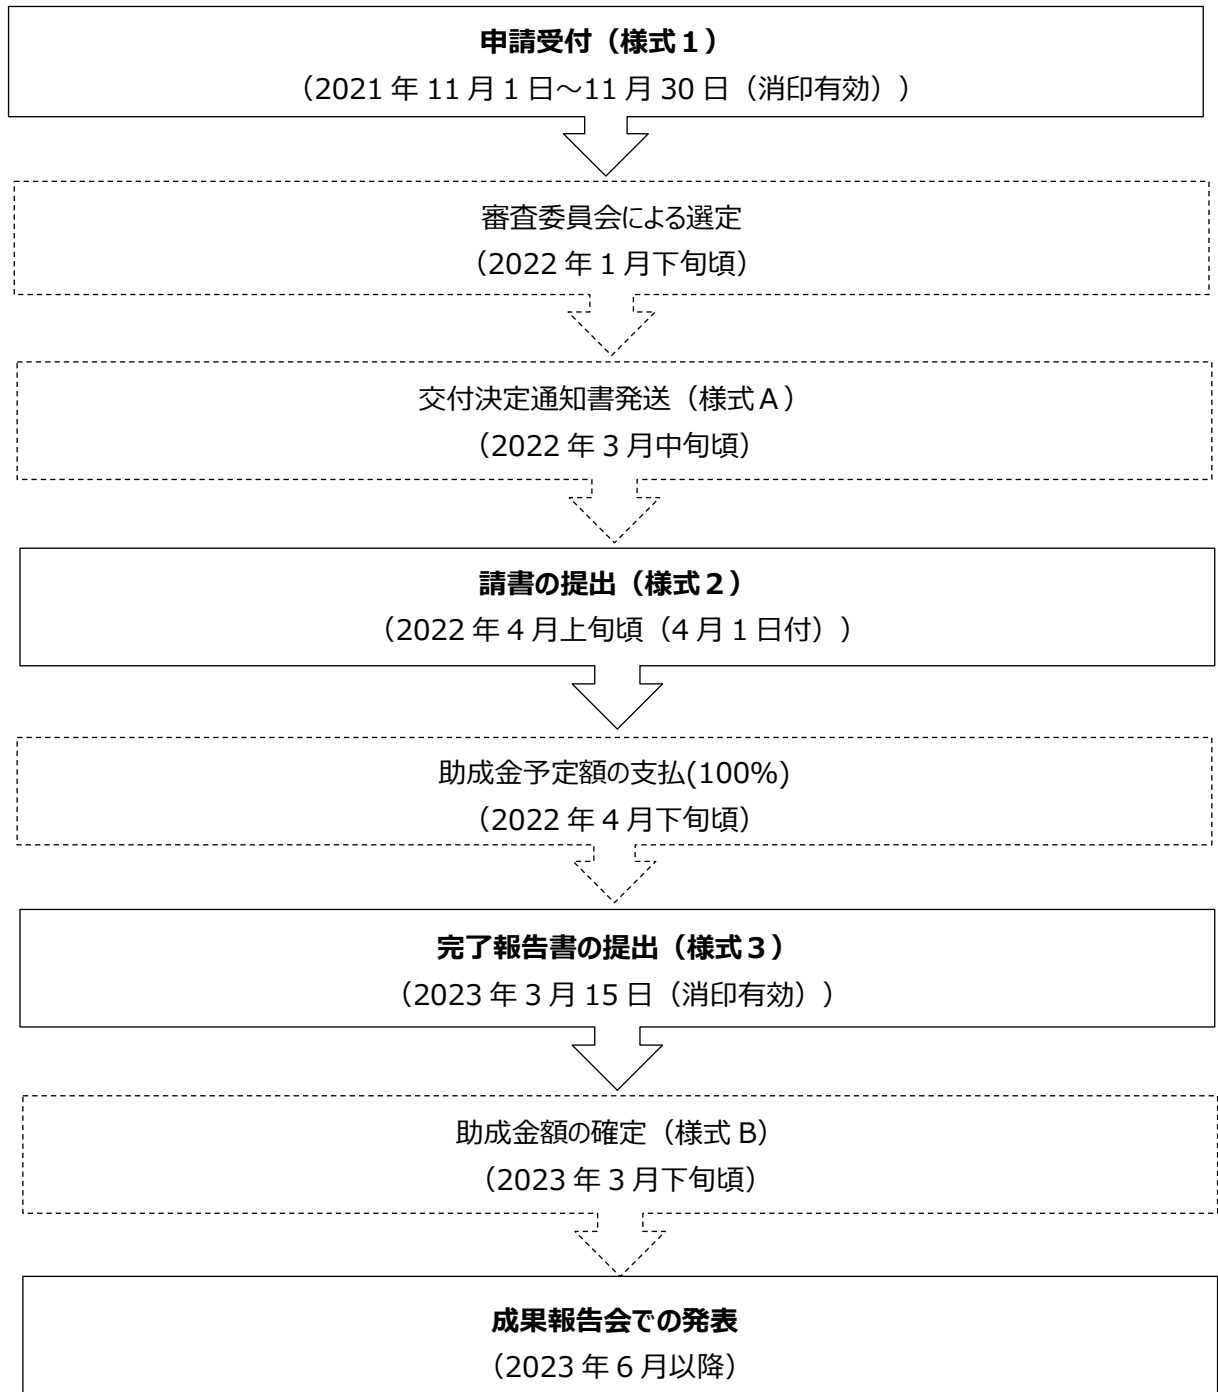 申請受付（様式１）
（2021 年 11 月 1 日～11 月 30 日（消印有効））
審査委員会による選定
（2022 年 1 月下旬頃）
交付決定通知書発送（様式Ａ）
（2022 年 3 月中旬頃）
請書の提出（様式２）
（2022 年 4 月上旬頃（4 月 1 日付））
助成金予定額の支払(100%)
（2022 年 4 月下旬頃）
完了報告書の提出（様式３）
（2023 年 3 月 15 日（消印有効））
助成金額の確定（様式 B）
（2023 年 3 月下旬頃）
成果報告会での発表
（2023 年 6 月以降）